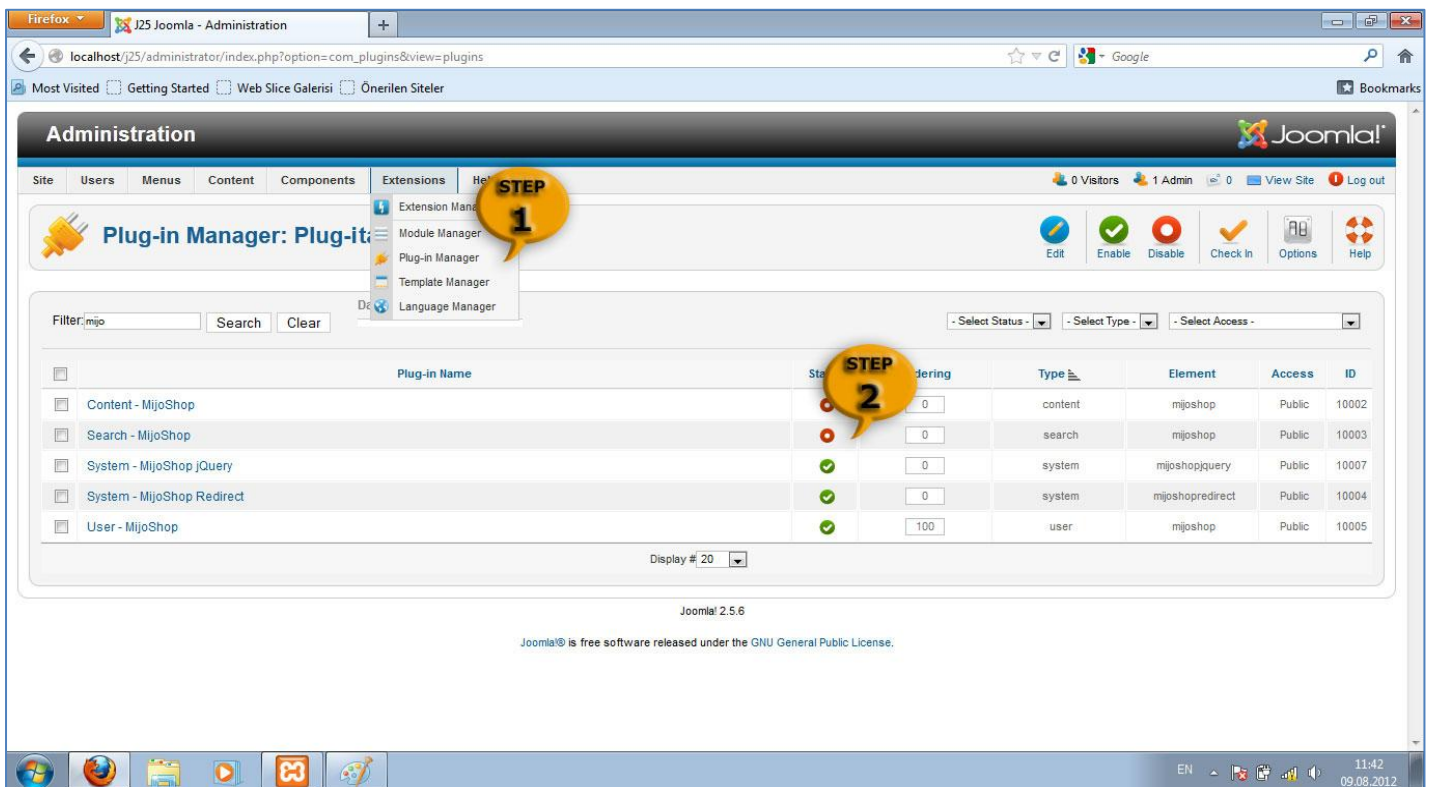 Firefox
J25 Joomla - Administration
localhost/j25/administrator/index.php?option=com_plugins&view=plugins
Google
Most Visited Getting Started Web Slice Galerisi Önerilen Siteler
Bookmarks
Administration
Joomla!
Site Users Menus Content Components Extensions
0 Visitors 1 Admin 0 View Site Log out
STEP
1
Extension
Module Manager
Plug-in Manager
Template Manager
Language Manager
Plug-in Manager:
Edit Enable Disable Check In Options Help
Filter: mijo Search Clear
- Select Status - - Select Type - - Select Access -
STEP
2
Plug-in Name Type Element Access ID
Content - MijoShop 0 content mijoshop Public 10002
Search - MijoShop 0 search mijoshop Public 10003
System - MijoShop jQuery 0 system mijoshopjquery Public 10007
System - MijoShop Redirect 0 system mijoshopredirect Public 10004
User - MijoShop 100 user mijoshop Public 10005
Display # 20
Joomla! 2.5.6
Joomla!® is free software released under the GNU General Public License.
EN
11:42
09.08.2012